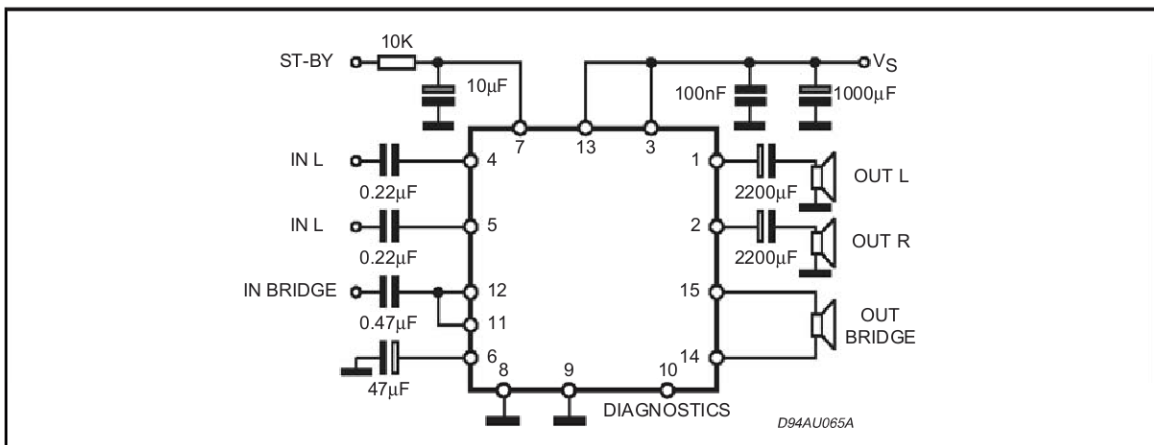 10K
ST-BY
V_S
10μF
100nF
1000μF
7
13
3
IN L
4
1
0.22μF
2200μF
OUT L
IN L
5
2
0.22μF
2200μF
OUT R
IN BRIDGE
12
15
0.47μF
11
OUT
BRIDGE
6
14
47μF
8
9
10
DIAGNOSTICS
D94AU065A